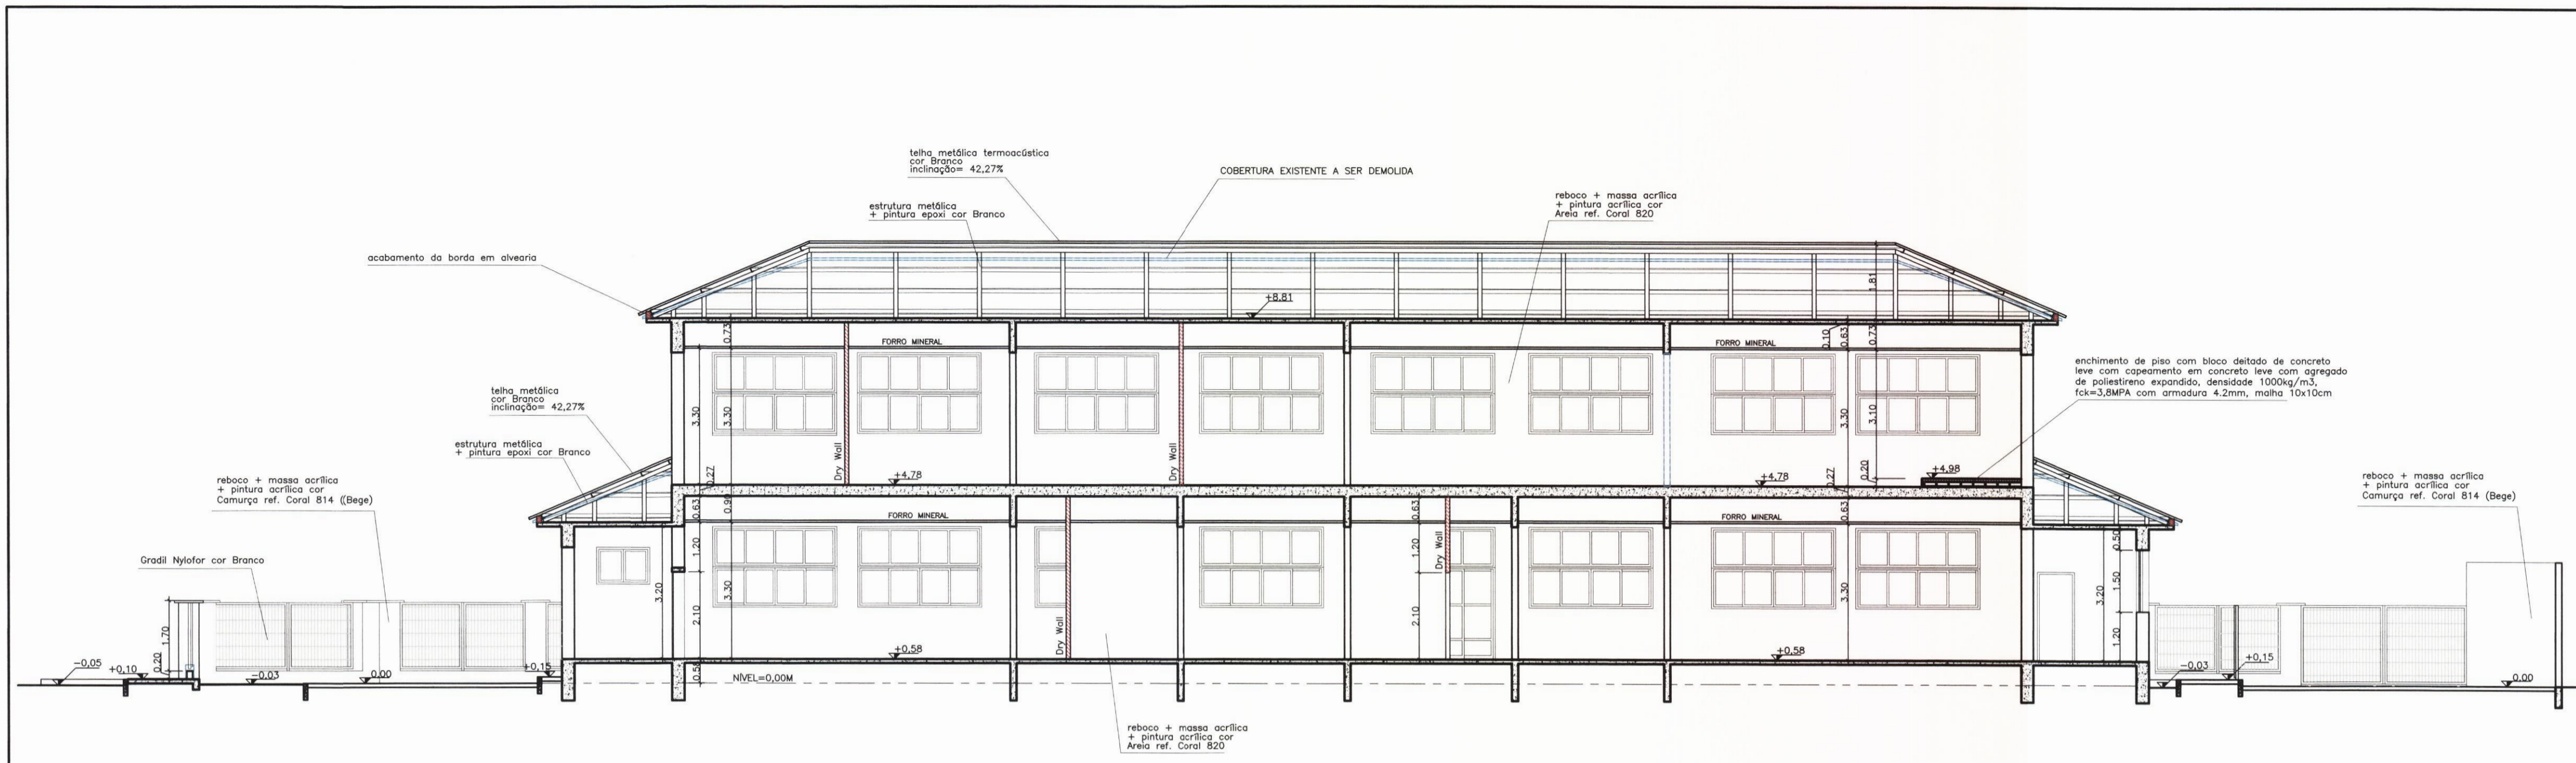 telha metálica termoacústica
cor Branco
inclinação= 42,27%
COBERTURA EXISTENTE A SER DEMOLIDA
reboco + massa acrílica
+ pintura acrílica cor
Areia ref. Coral 820
estrutura metálica
+ pintura epoxi cor Branco
acabamento da borda em alvearia
1.81
+8.81
0.73
0.10
0.63
0.73
FORRO MINERAL
FORRO MINERAL
enchimento de piso com bloco deitado de concreto
leve com capeamento em concreto leve com agregado
de poliestireno expandido, densidade 1000kg/m3,
fck=3,8MPA com armadura 4.2mm, malha 10x10cm
telha metálica
cor Branco
inclinação= 42,27%
3.30
3.30
3.30
3.10
estrutura metálica
+ pintura epoxi cor Branco
Dry Wall
Dry Wall
reboco + massa acrílica
+ pintura acrílica cor
Camurça ref. Coral 814 ((Bege)
0.27
+4.78
+4.78
0.27
0.20
+4.98
reboco + massa acrílica
+ pintura acrílica cor
Camurça ref. Coral 814 (Bege)
0.63
0.90
FORRO MINERAL
0.63
FORRO MINERAL
0.63
Gradil Nylofor cor Branco
1.20
1.20
Dry Wall
0.50
1.50
3.20
2.10
3.30
Dry Wall
2.10
3.30
3.20
1.20
1.70
0.20
-0,05
+0,10
-0,03
0,00
+0,15
0.58
+0,58
+0,58
NÍVEL=0,00M
-0,03
+0,15
0,00
reboco + massa acrílica
+ pintura acrílica cor
Areia ref. Coral 820